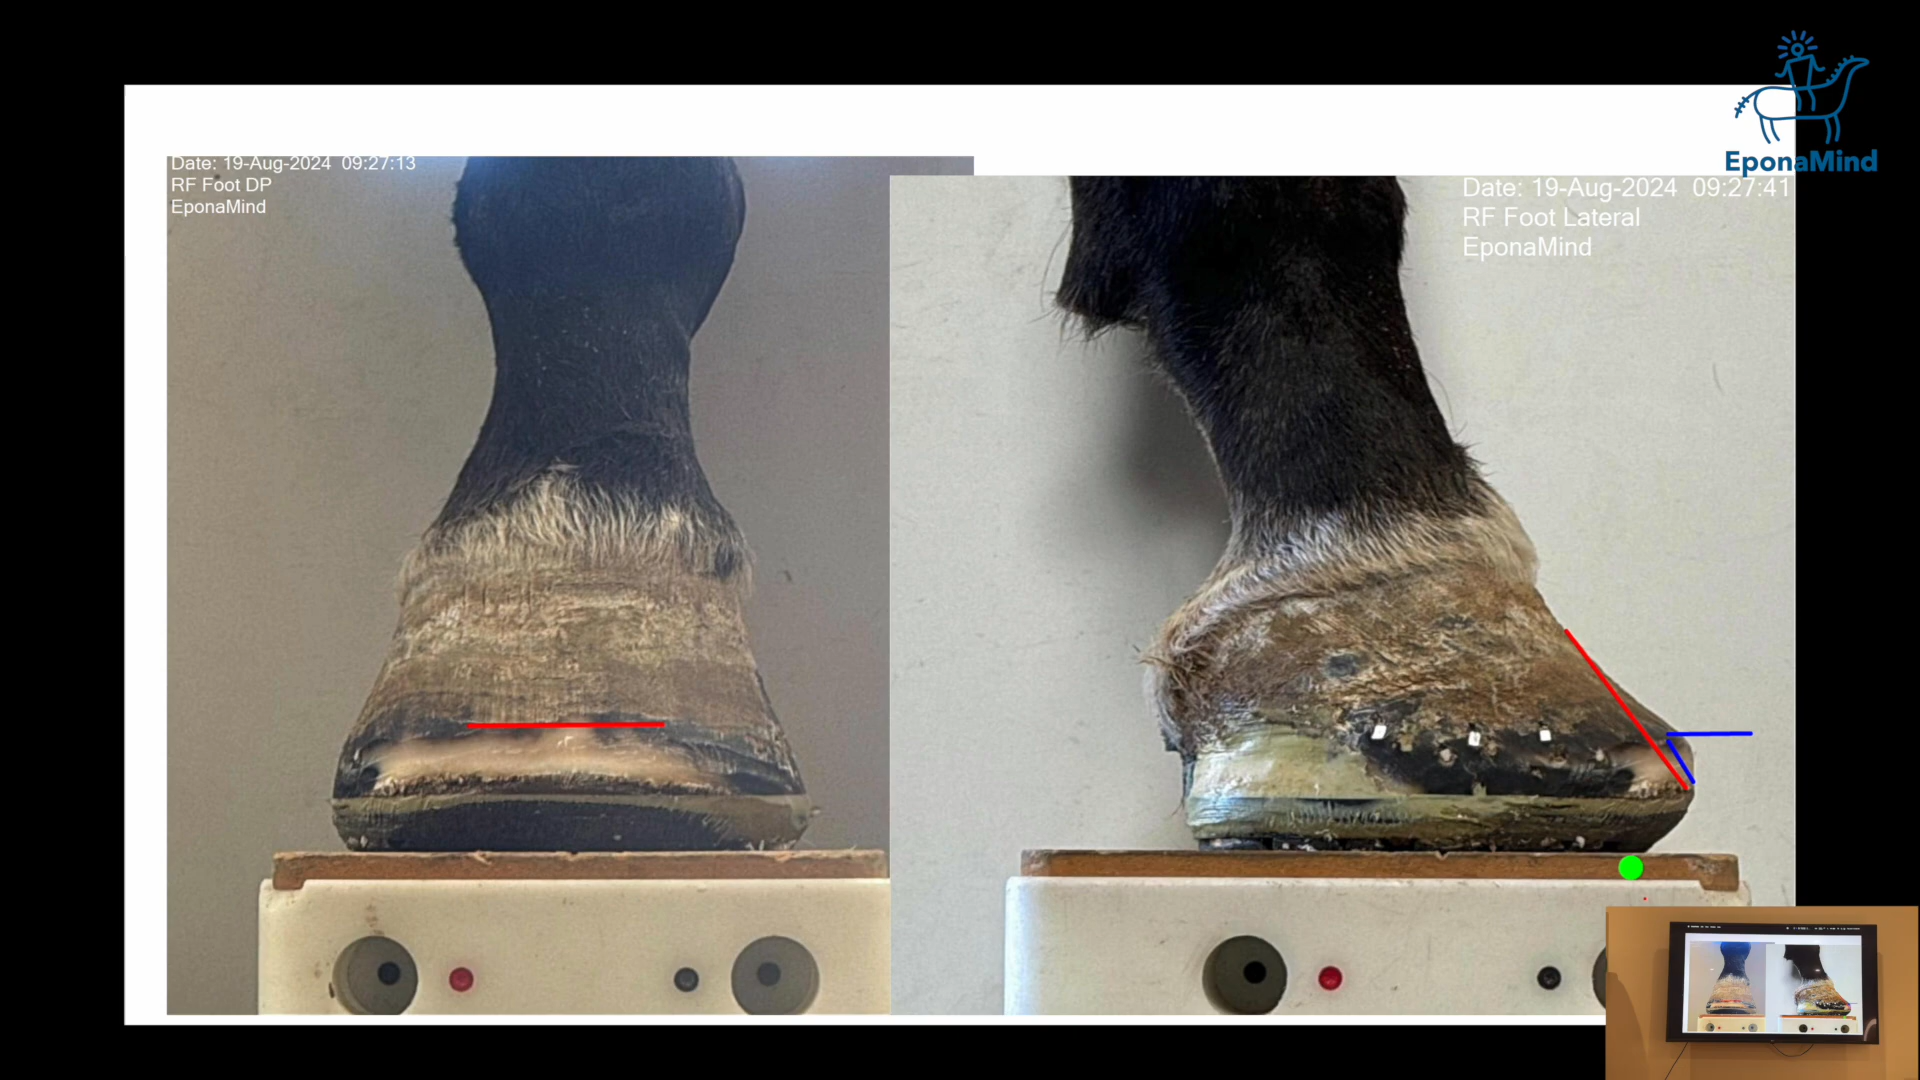 EponaMind
Date: 19-Aug-2024 09:27:13
RF Foot DP
EponaMind
Date: 19-Aug-2024 09:27:41
RF Foot Lateral
EponaMind